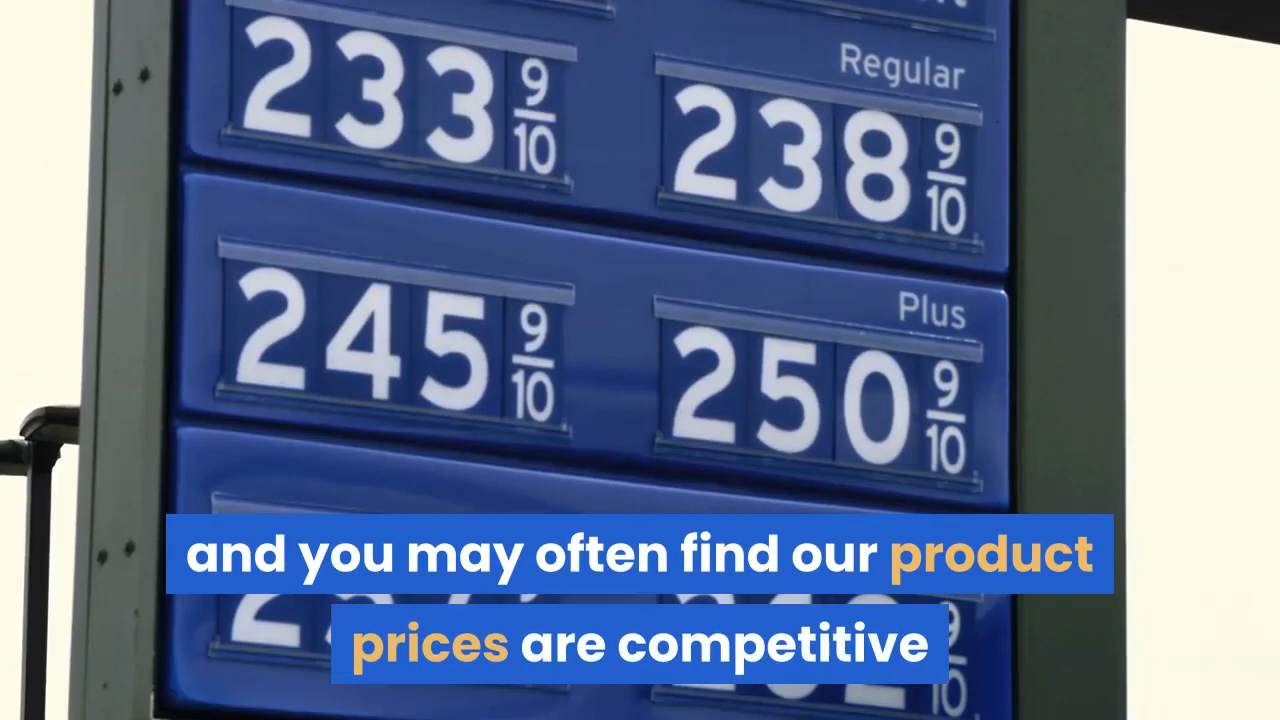 233 9/10
Regular
238 9/10
245 9/10
Plus
250 9/10
and you may often find our product
prices are competitive